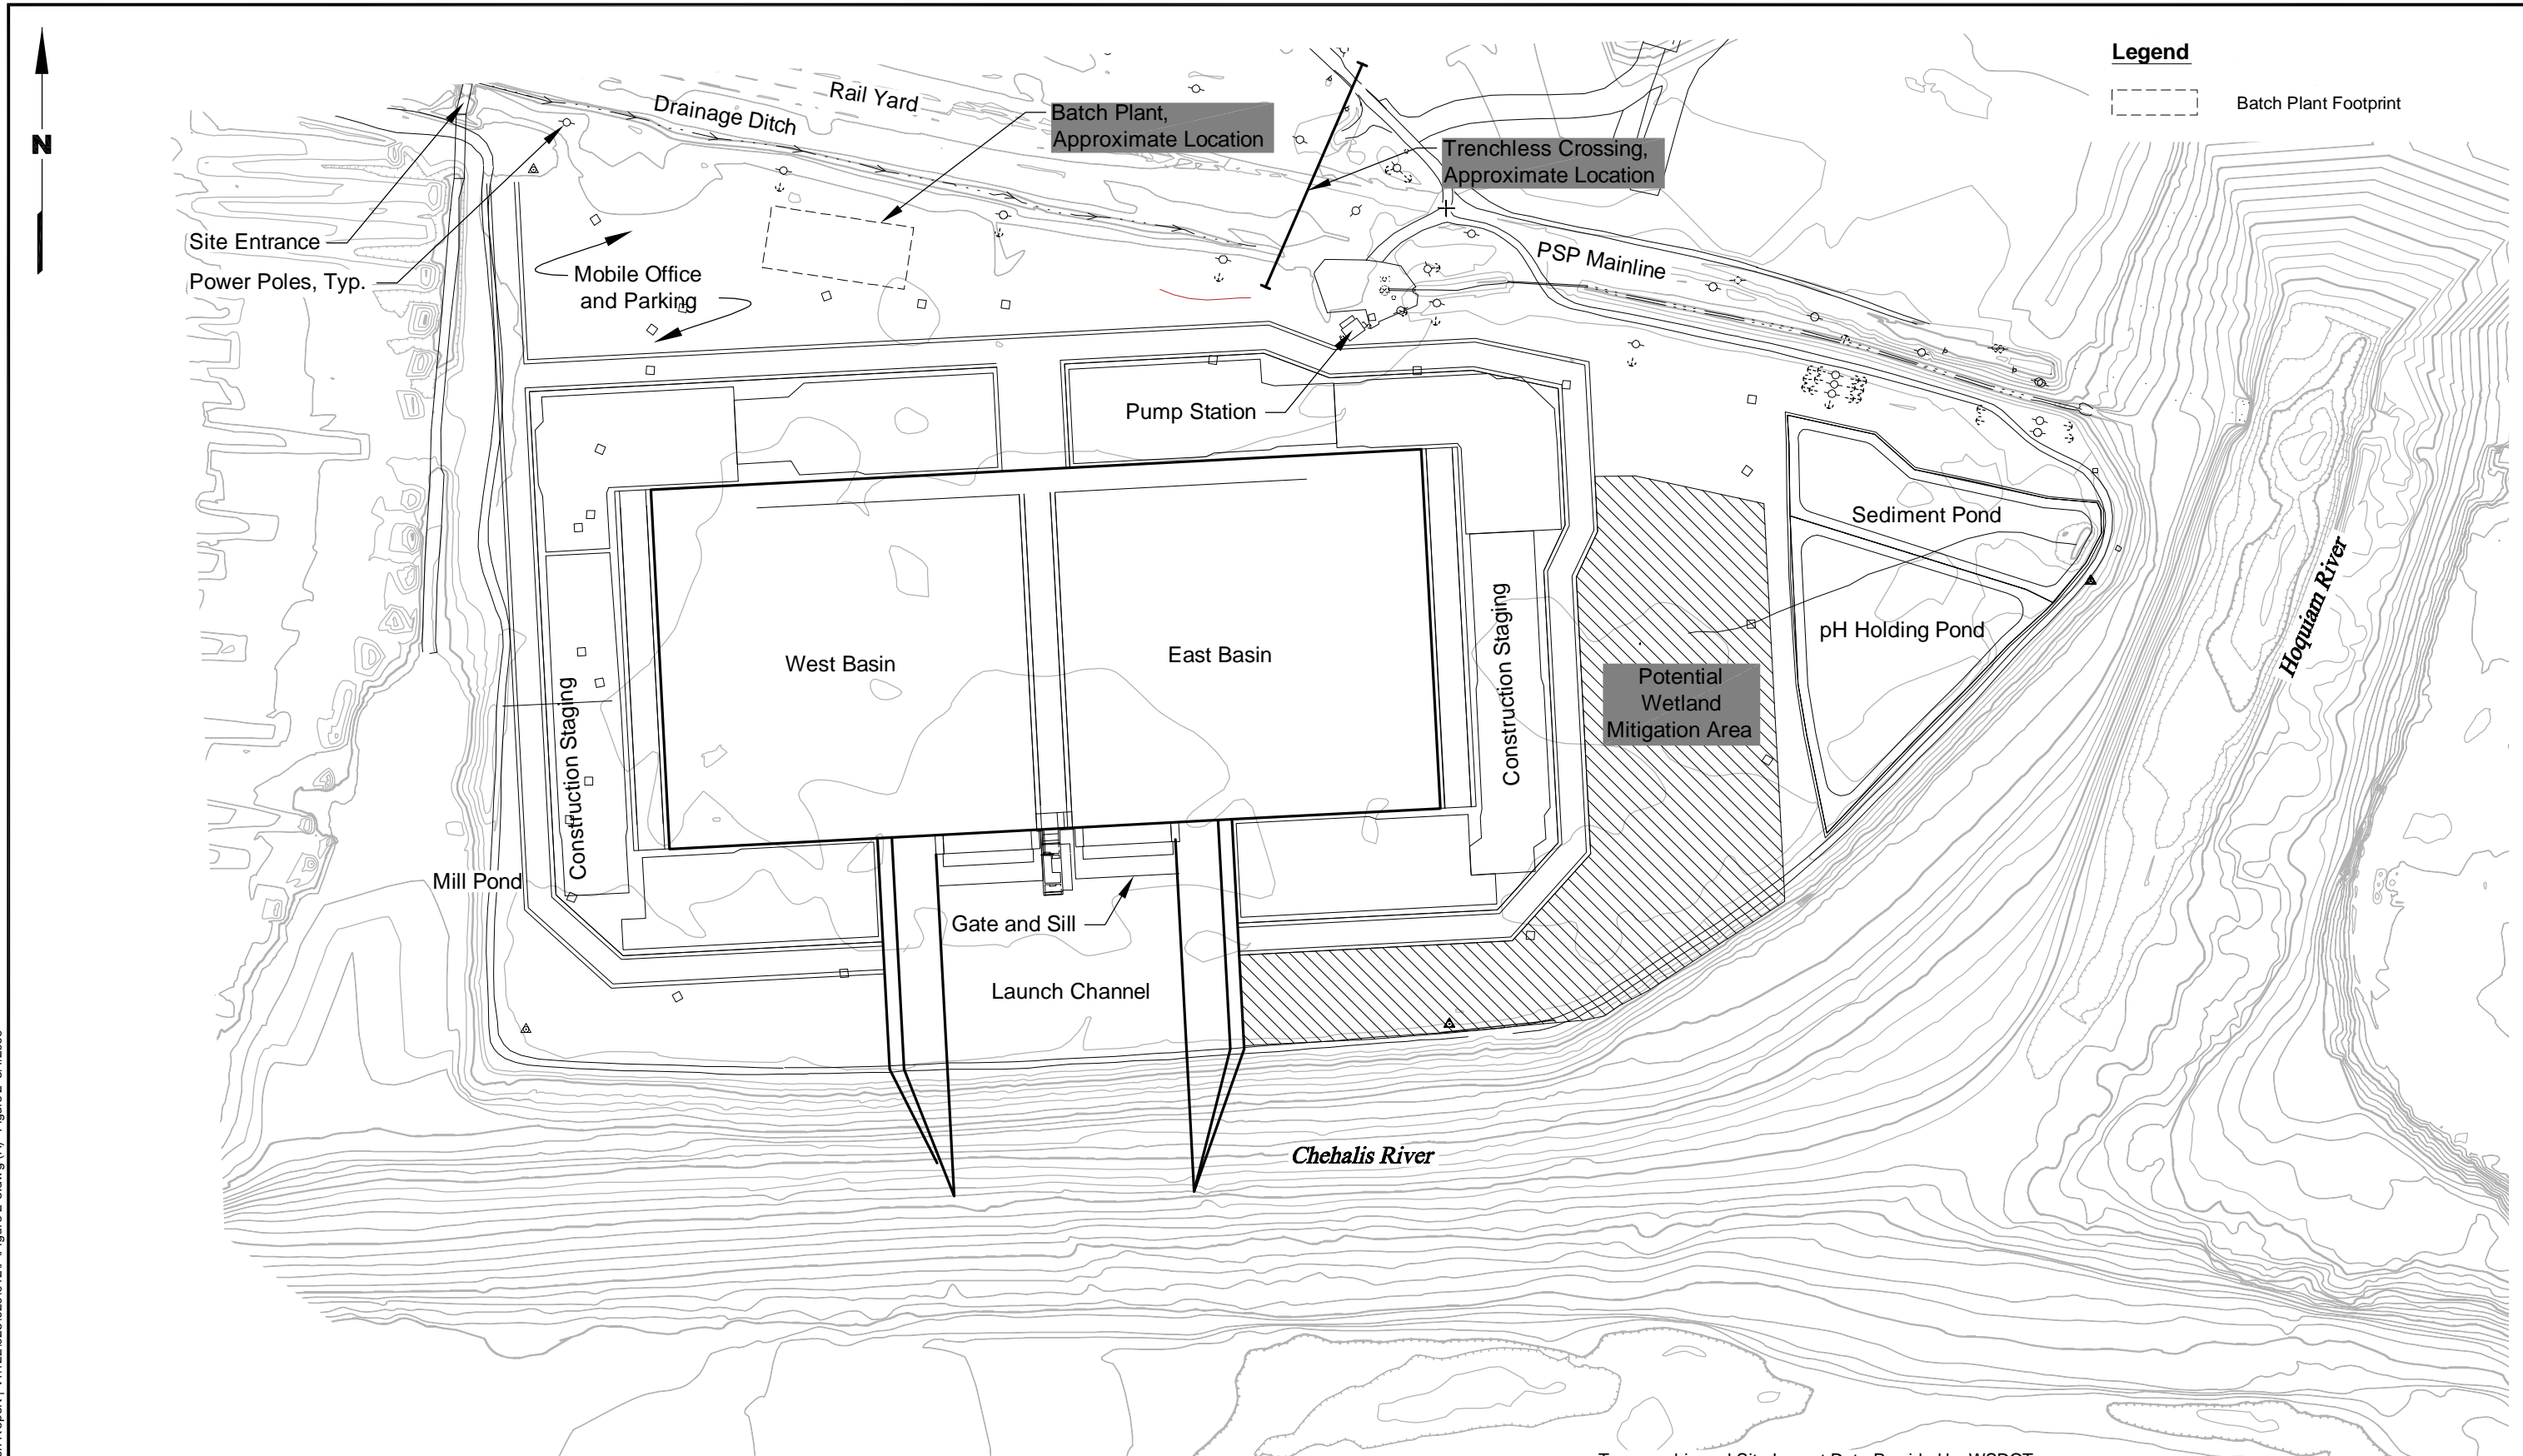 N
Legend
Batch Plant Footprint
Rail Yard
Drainage Ditch
Batch Plant,
Approximate Location
Trenchless Crossing,
Approximate Location
Site Entrance
Power Poles, Typ.
Mobile Office
and Parking
PSP Mainline
Pump Station
Sediment Pond
pH Holding Pond
Hoquiam River
West Basin
East Basin
Construction Staging
Construction Staging
Potential
Wetland
Mitigation Area
Mill Pond
Gate and Sill
Launch Channel
Chehalis River